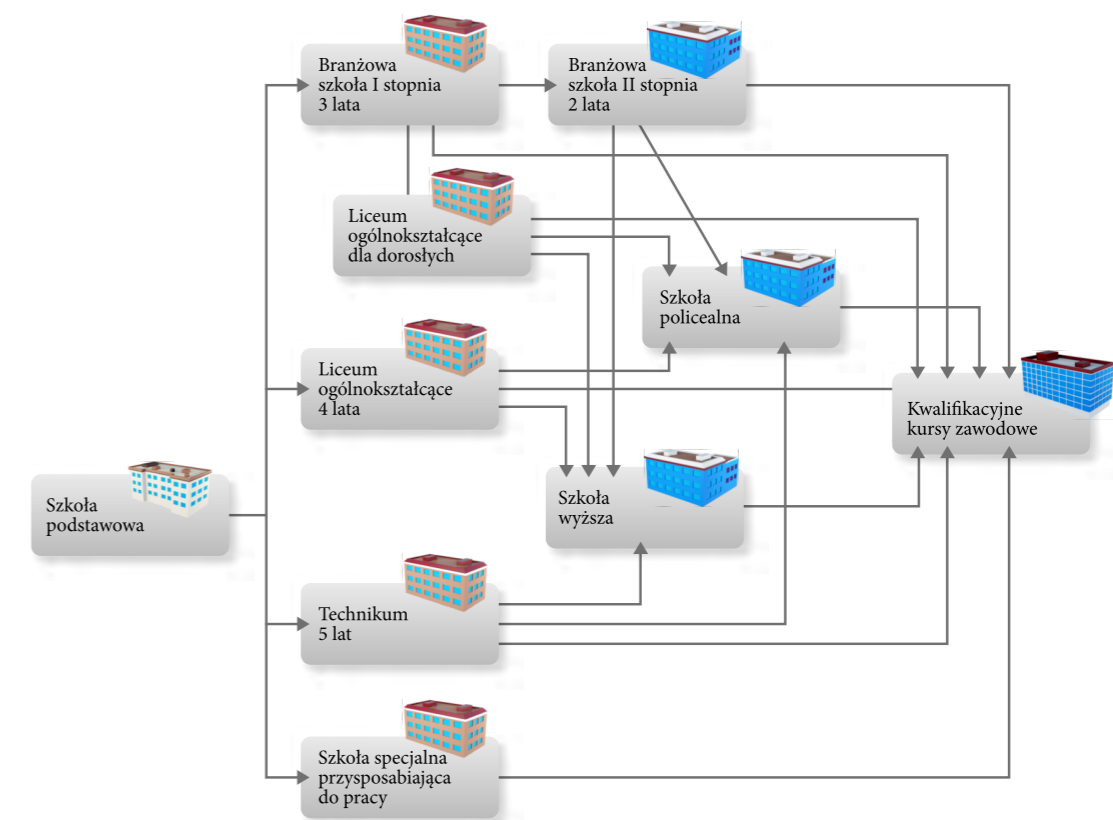 Branżowa
szkoła I stopnia
3 lata
Branżowa
szkoła II stopnia
2 lata
Liceum
ogólnokształcące
dla dorosłych
Szkoła
policealna
Liceum
ogólnokształcące
4 lata
Kwalifikacyjne
kursy zawodowe
Szkoła
podstawowa
Szkoła
wyższa
Technikum
5 lat
Szkoła specjalna
przysposabiająca
do pracy